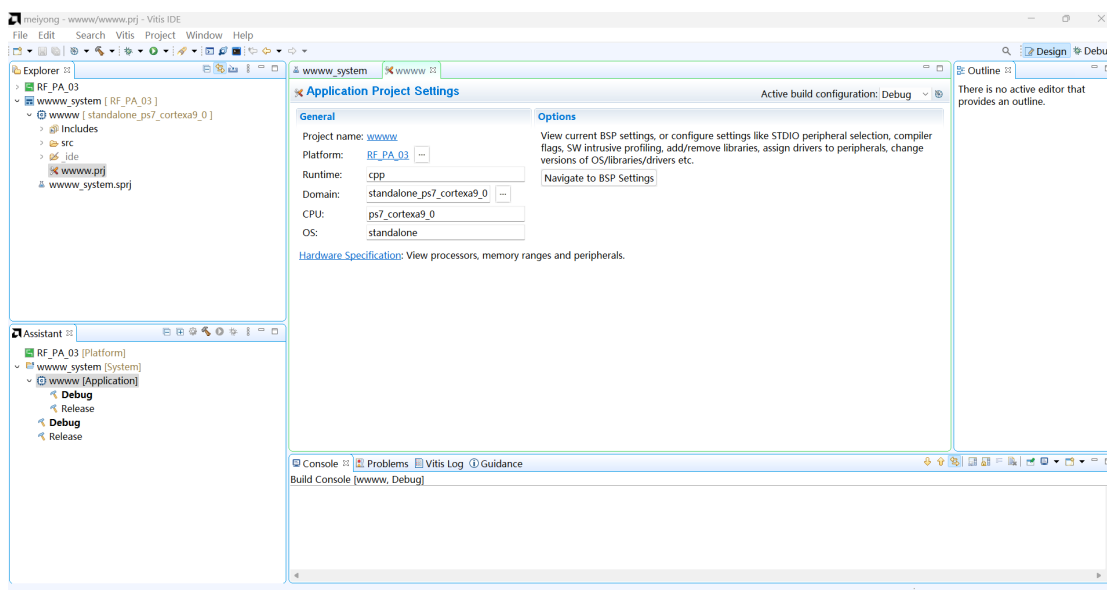 meiyong - wwww/wwww.prj - Vitis IDE
File Edit Search Vitis Project Window Help
Design Debu
Explorer
RF_PA_03
wwww_system [ RF_PA_03 ]
wwww [ standalone_ps7_cortexa9_0 ]
Includes
src
_ide
wwww.prj
wwww_system.sprj
Assistant
RF_PA_03 [Platform]
wwww_system [System]
wwww [Application]
Debug
Release
Debug
Release
wwww_system wwww
Application Project Settings
Active build configuration: Debug
General
Project name: wwww
Platform: RF_PA_03 ...
Runtime: cpp
Domain: standalone_ps7_cortexa9_0 ...
CPU: ps7_cortexa9_0
OS: standalone
Hardware Specification: View processors, memory ranges and peripherals.
Options
View current BSP settings, or configure settings like STDIO peripheral selection, compiler
flags, SW intrusive profiling, add/remove libraries, assign drivers to peripherals, change
versions of OS/libraries/drivers etc.
Navigate to BSP Settings
Outline
There is no active editor that
provides an outline.
Console Problems Vitis Log Guidance
Build Console [wwww, Debug]